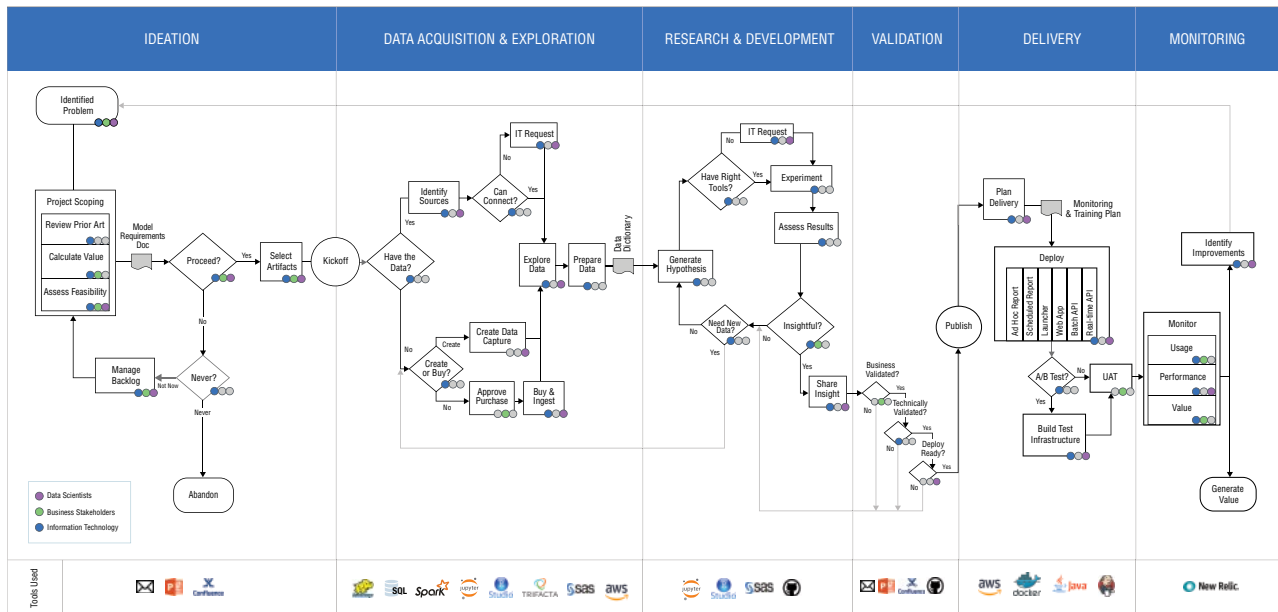 IDEATION
DATA ACQUISITION & EXPLORATION
RESEARCH & DEVELOPMENT
VALIDATION
DELIVERY
MONITORING
Identified
Problem
Project Scoping
Review Prior Art
Calculate Value
Assess Feasibility
Model
Requirements
Doc
Proceed?
Yes
No
Select
Artifacts
Manage
Backlog
Not Now
Never?
Never
Abandon
Kickoff
Have the
Data?
Yes
No
Identify
Sources
Can
Connect?
No
Yes
IT Request
Explore
Data
Prepare
Data
Data
Dictionary
Create
or Buy?
Create
No
Create Data
Capture
Approve
Purchase
Buy &
Ingest
Generate
Hypothesis
Have Right
Tools?
No
Yes
IT Request
Experiment
Assess Results
Insightful?
No
Yes
Need New
Data?
No
Yes
Share
Insight
Business
Validated?
Yes
No
Technically
Validated?
Yes
No
Deploy
Ready?
Yes
No
Publish
Plan
Delivery
Monitoring
& Training Plan
Deploy
Ad Hoc Report
Scheduled Report
Launcher
Web App
Batch API
Real-time API
A/B Test?
No
Yes
UAT
Build Test
Infrastructure
Monitor
Usage
Performance
Value
Identify
Improvements
Generate
Value
Data Scientists
Business Stakeholders
Information Technology
Tools Used
Confluence
SQL
Spark
jupyter
Studio
TRIFACTA
sas
aws
jupyter
Studio
sas
Confluence
aws
docker
Java
New Relic.